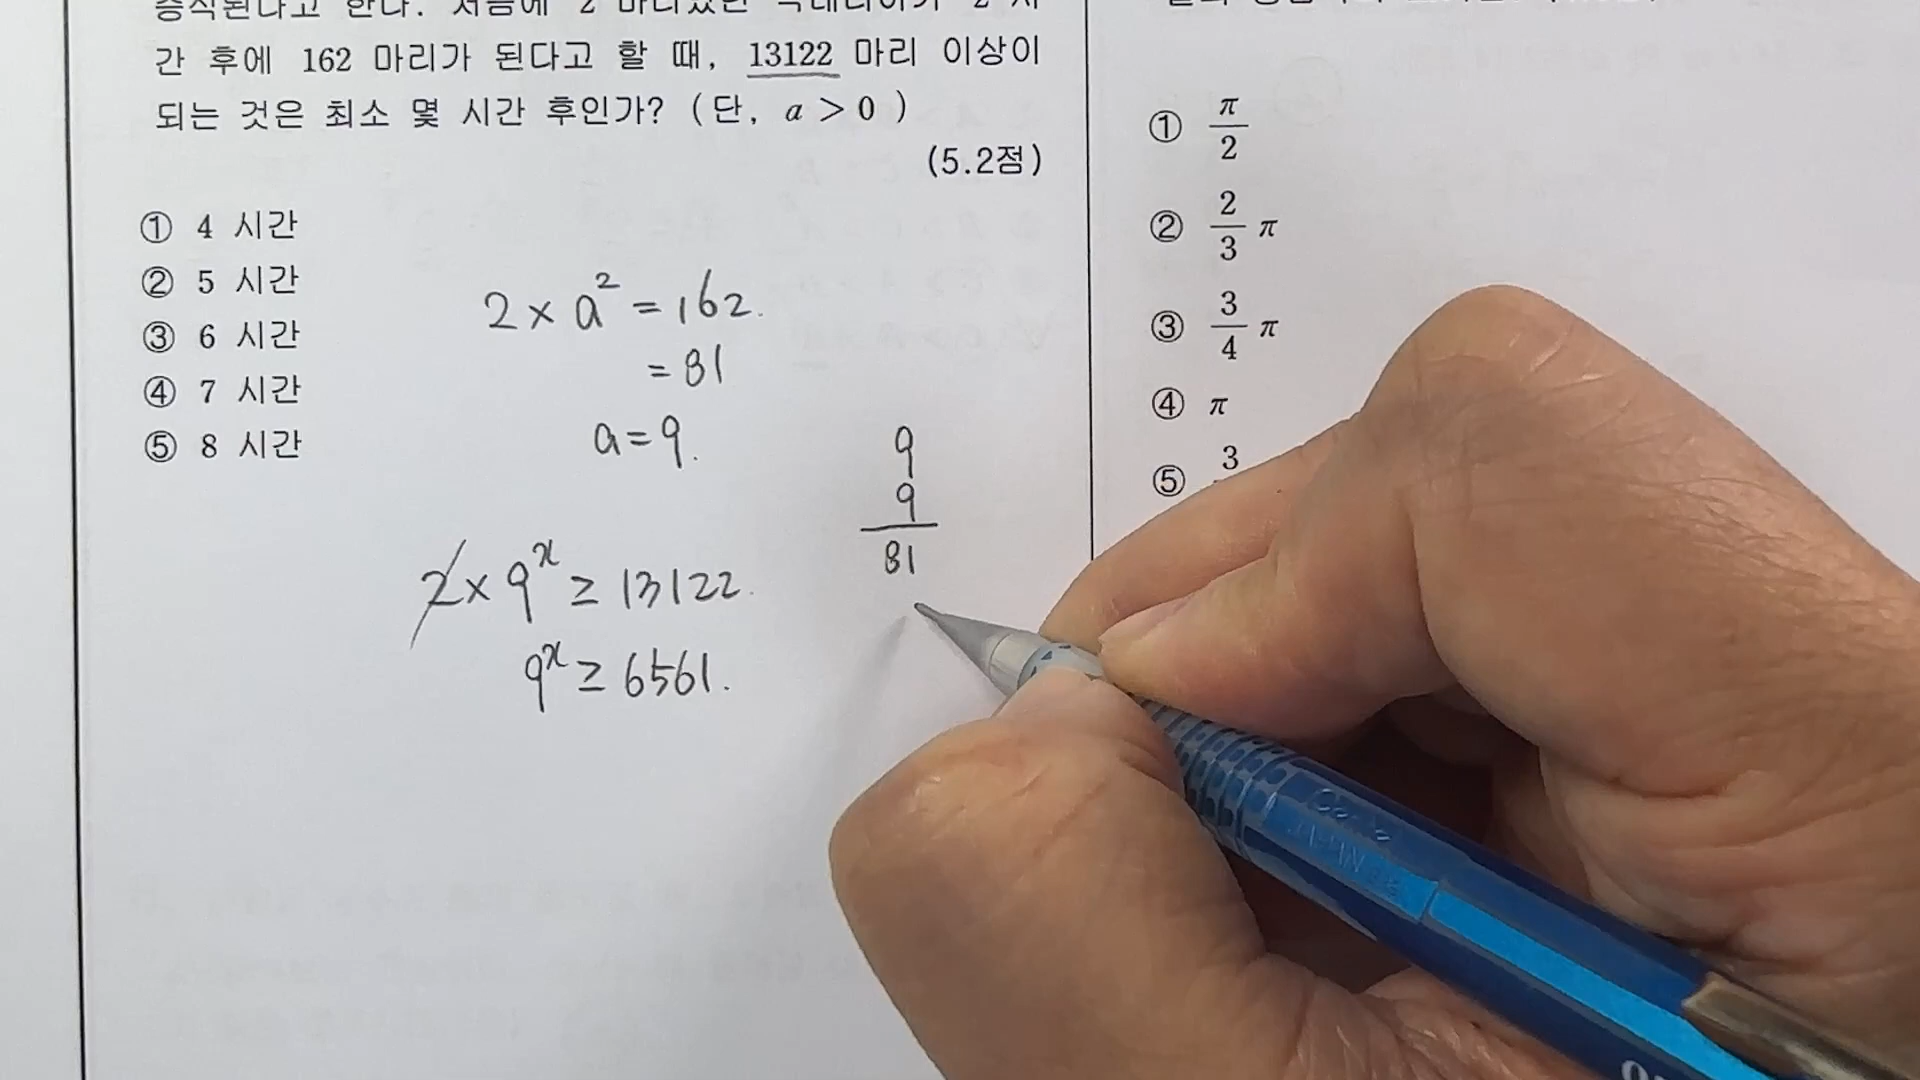 증식된다고 한다. 처음에 2 마리였던 박테리아가 2 시
간 후에 162 마리가 된다고 할 때, 13122 마리 이상이
되는 것은 최소 몇 시간 후인가? ( 단, a > 0 )
(5.2점)
① 4 시간
② 5 시간
③ 6 시간
④ 7 시간
⑤ 8 시간
2 × a² = 162.
= 81
a = 9.
2 × 9ˣ ≥ 13122.
9ˣ ≥ 6561.
9
9
81
① π/2
② 2/3 π
③ 3/4 π
④ π
⑤ 3